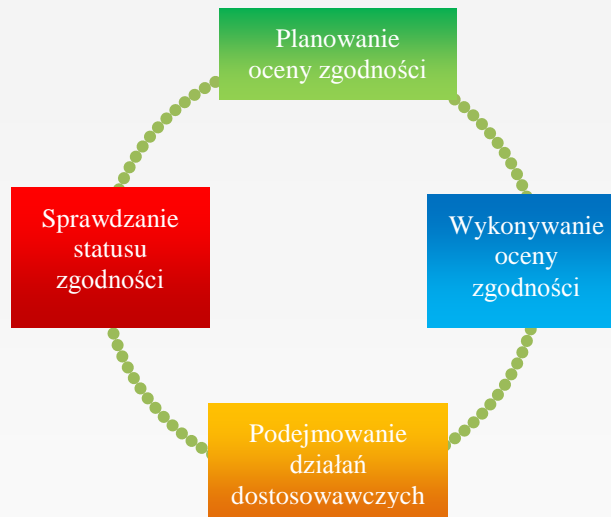 Planowanie
oceny zgodności
Wykonywanie
oceny
zgodności
Podejmowanie
działań
dostosowawczych
Sprawdzanie
statusu
zgodności